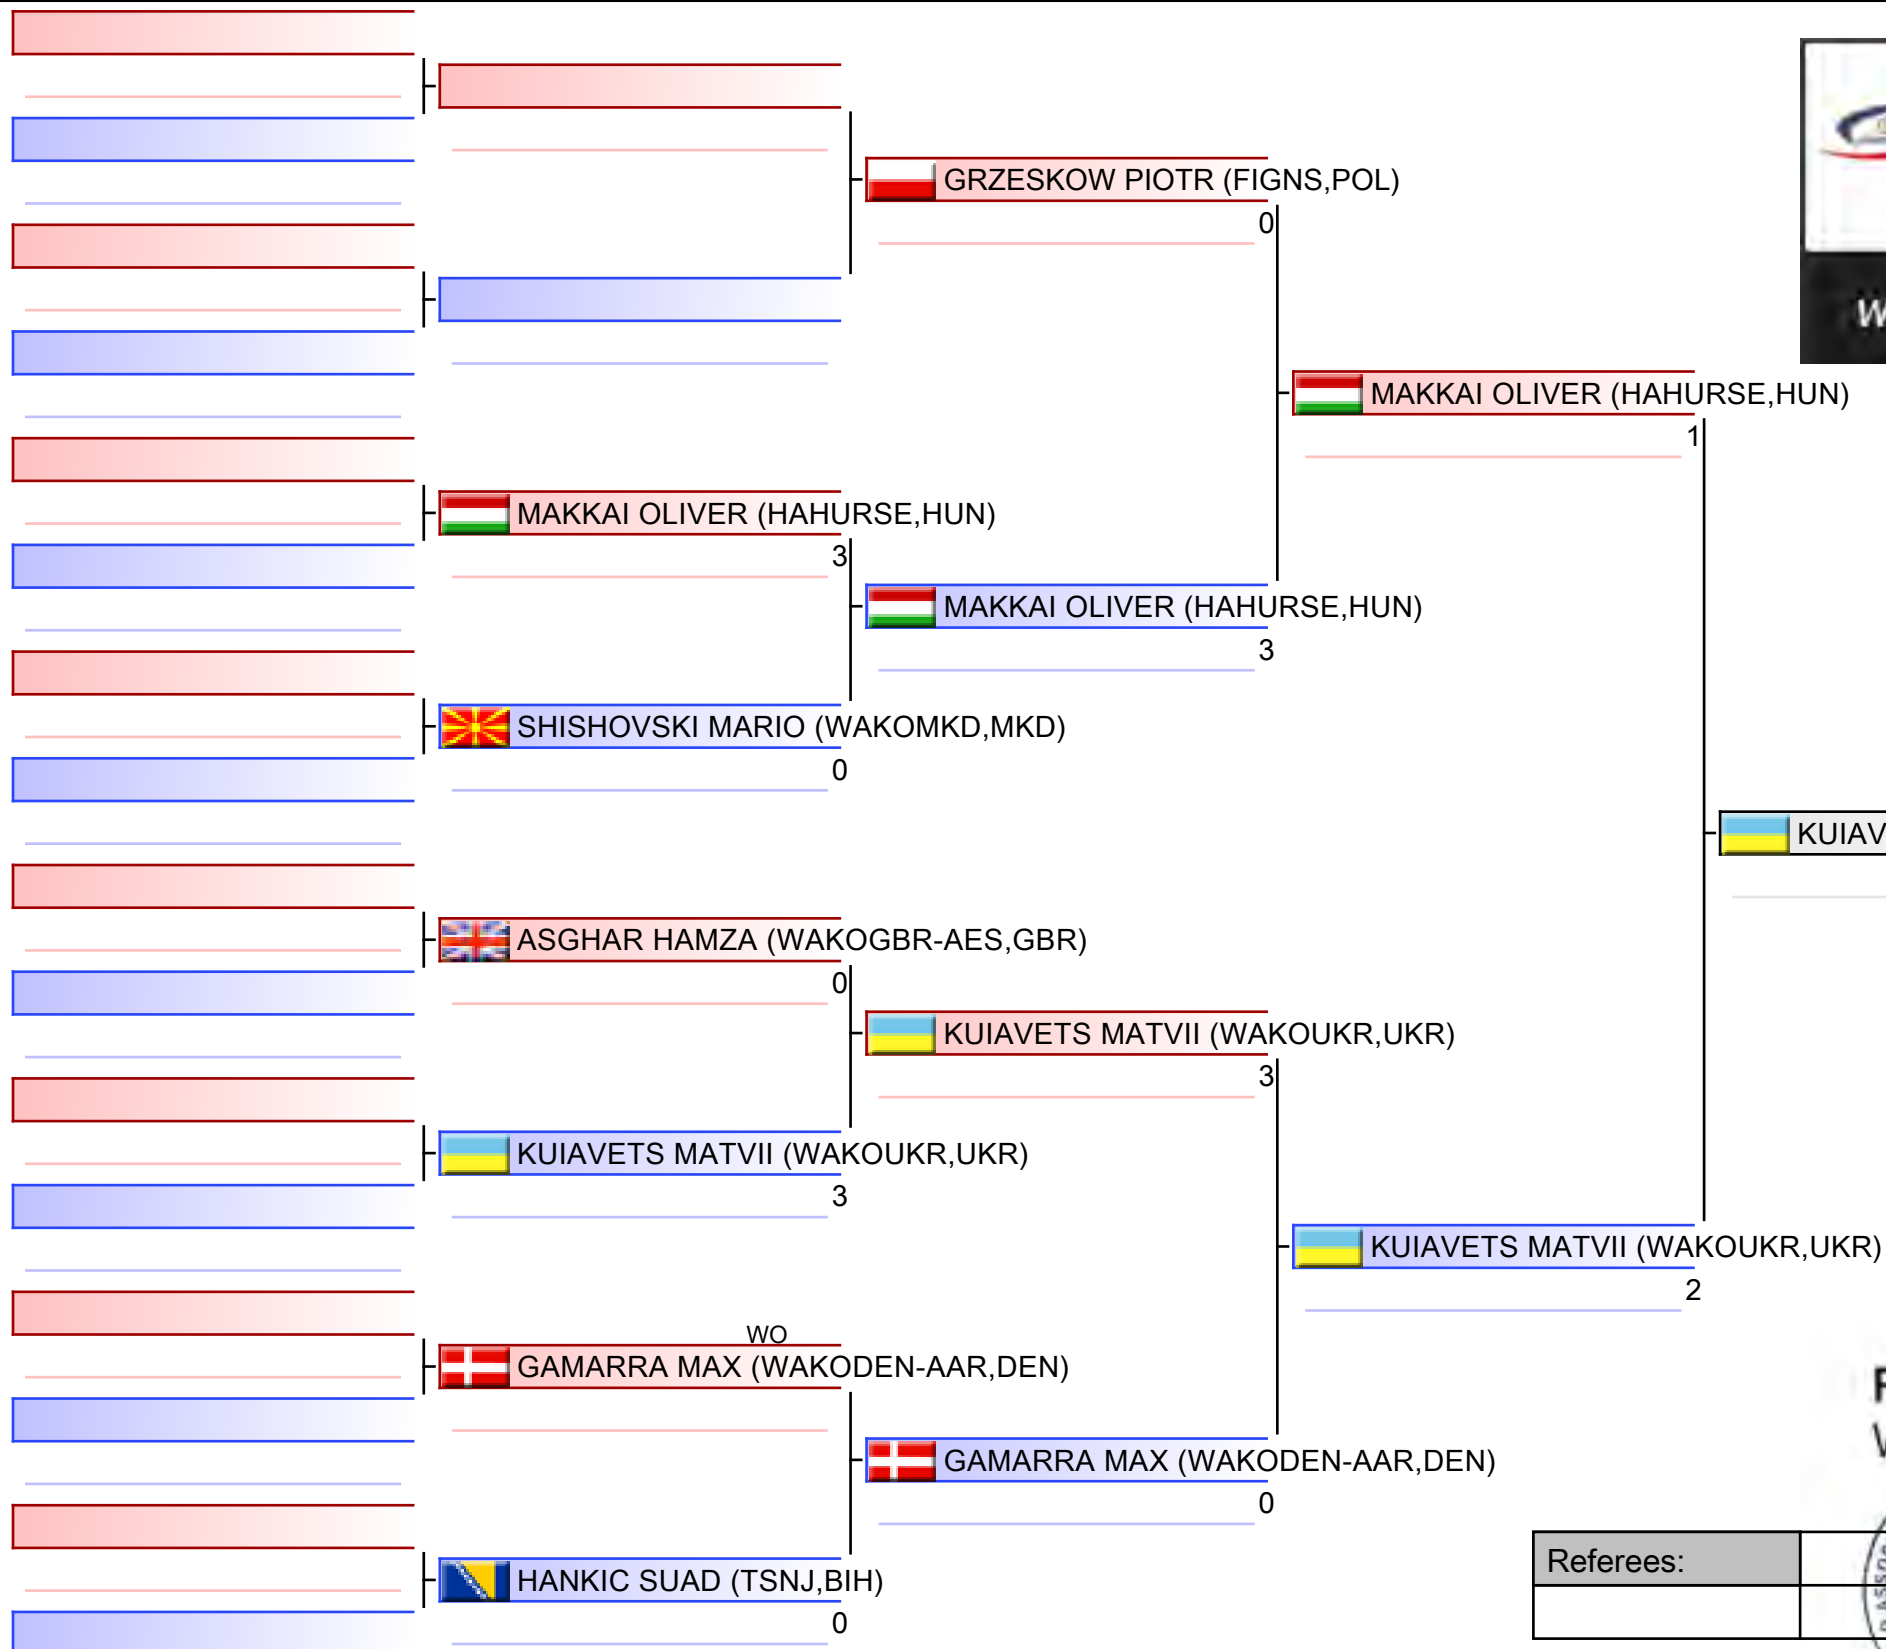 GRZESKOW PIOTR (FIGNS,POL)
0
MAKKAI OLIVER (HAHURSE,HUN)
1
MAKKAI OLIVER (HAHURSE,HUN)
3
MAKKAI OLIVER (HAHURSE,HUN)
3
SHISHOVSKI MARIO (WAKOMKD,MKD)
0
KUIAV
ASGHAR HAMZA (WAKOGBR-AES,GBR)
0
KUIAVETS MATVII (WAKOUKR,UKR)
3
KUIAVETS MATVII (WAKOUKR,UKR)
3
KUIAVETS MATVII (WAKOUKR,UKR)
2
WO
GAMARRA MAX (WAKODEN-AAR,DEN)
GAMARRA MAX (WAKODEN-AAR,DEN)
0
Referees:
HANKIC SUAD (TSNJ,BIH)
0